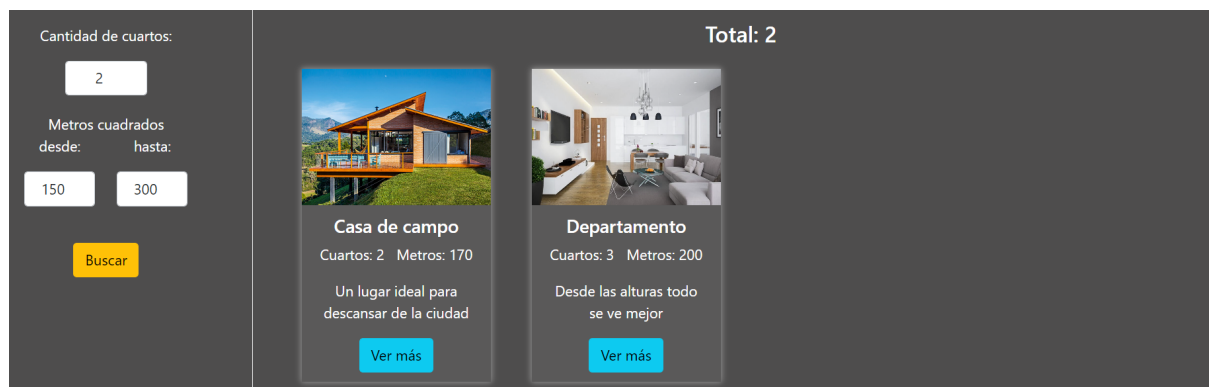 Cantidad de cuartos:
2
Metros cuadrados
desde: hasta:
150 300
Buscar
Total: 2
Casa de campo
Cuartos: 2 Metros: 170
Un lugar ideal para
descansar de la ciudad
Ver más
Departamento
Cuartos: 3 Metros: 200
Desde las alturas todo
se ve mejor
Ver más